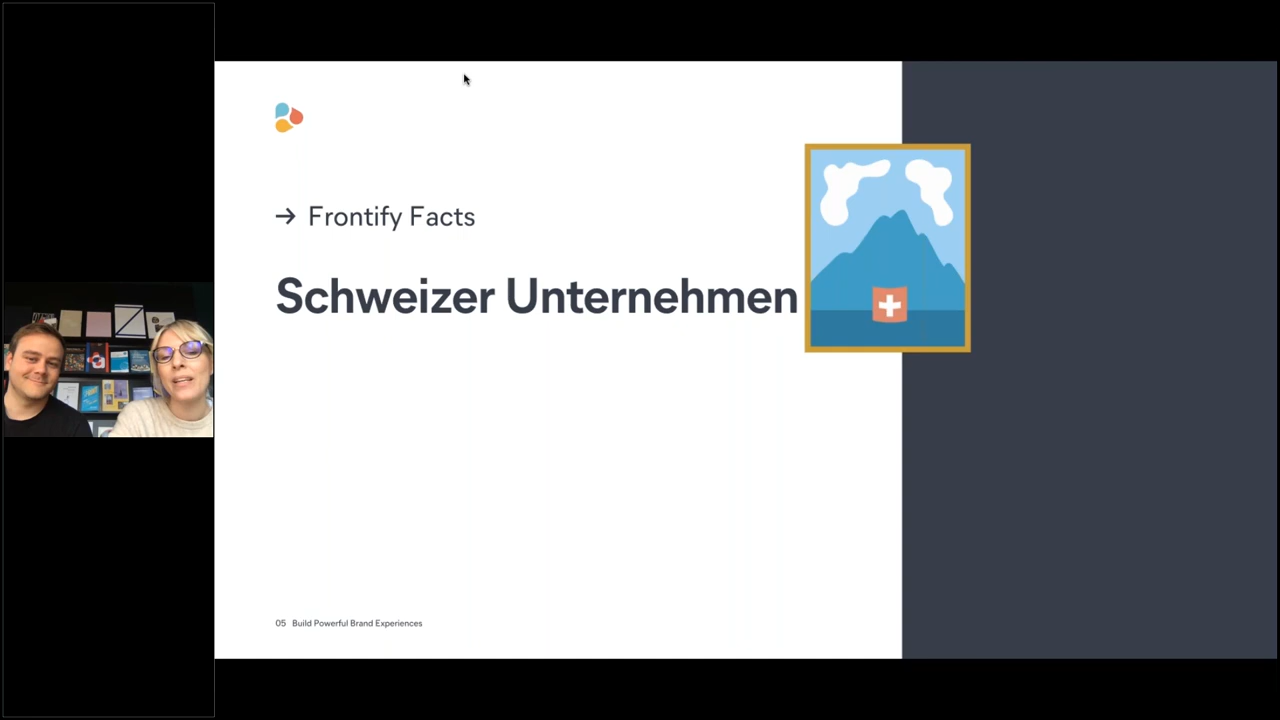 → Frontify Facts
Schweizer Unternehmen
05 Build Powerful Brand Experiences